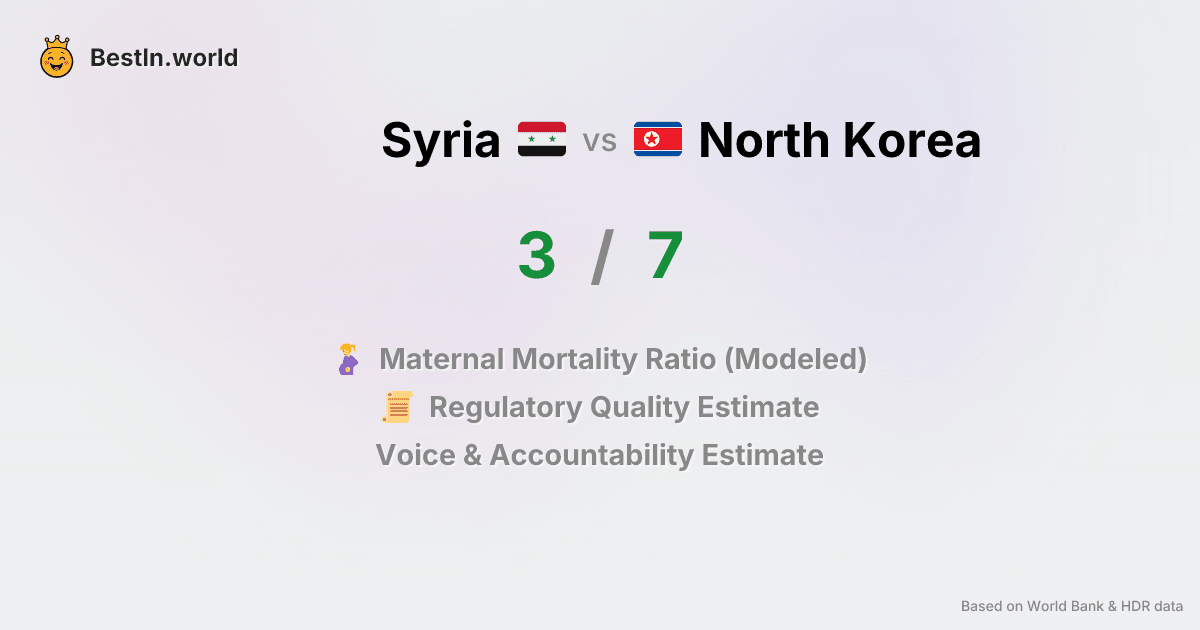 BestIn.world
Syria vs North Korea
3 / 7
Maternal Mortality Ratio (Modeled)
Regulatory Quality Estimate
Voice & Accountability Estimate
Based on World Bank & HDR data